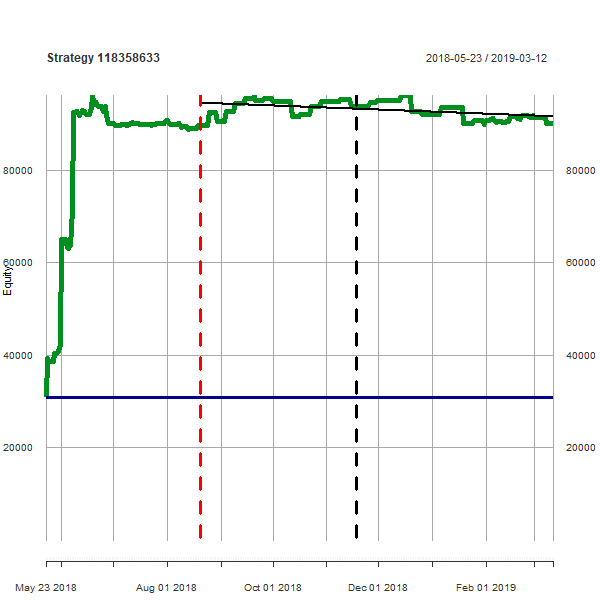 Strategy 118358633
2018-05-23 / 2019-03-12
80000
80000
60000
60000
Equity
40000
40000
20000
20000
May 23 2018
Aug 01 2018
Oct 01 2018
Dec 01 2018
Feb 01 2019